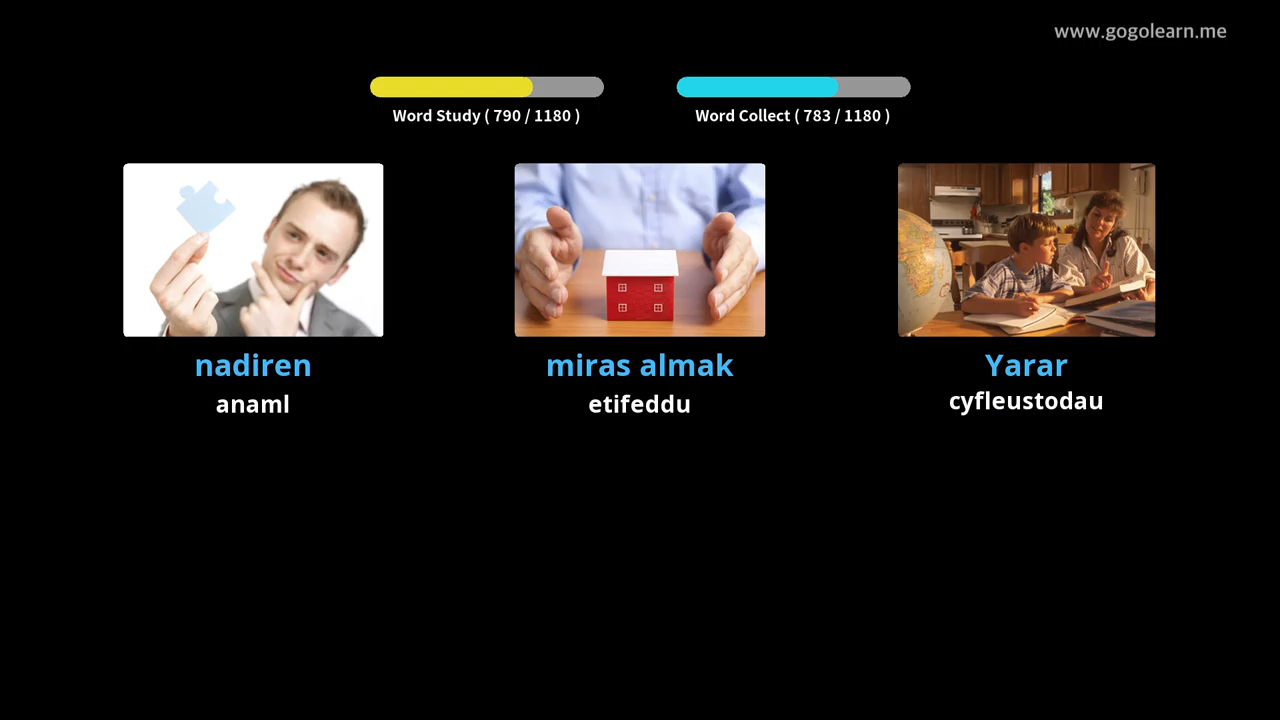 www.gogolearn.me
Word Study ( 790 / 1180 )
Word Collect ( 783 / 1180 )
nadiren
anaml
miras almak
etifeddu
Yarar
cyfleustodau